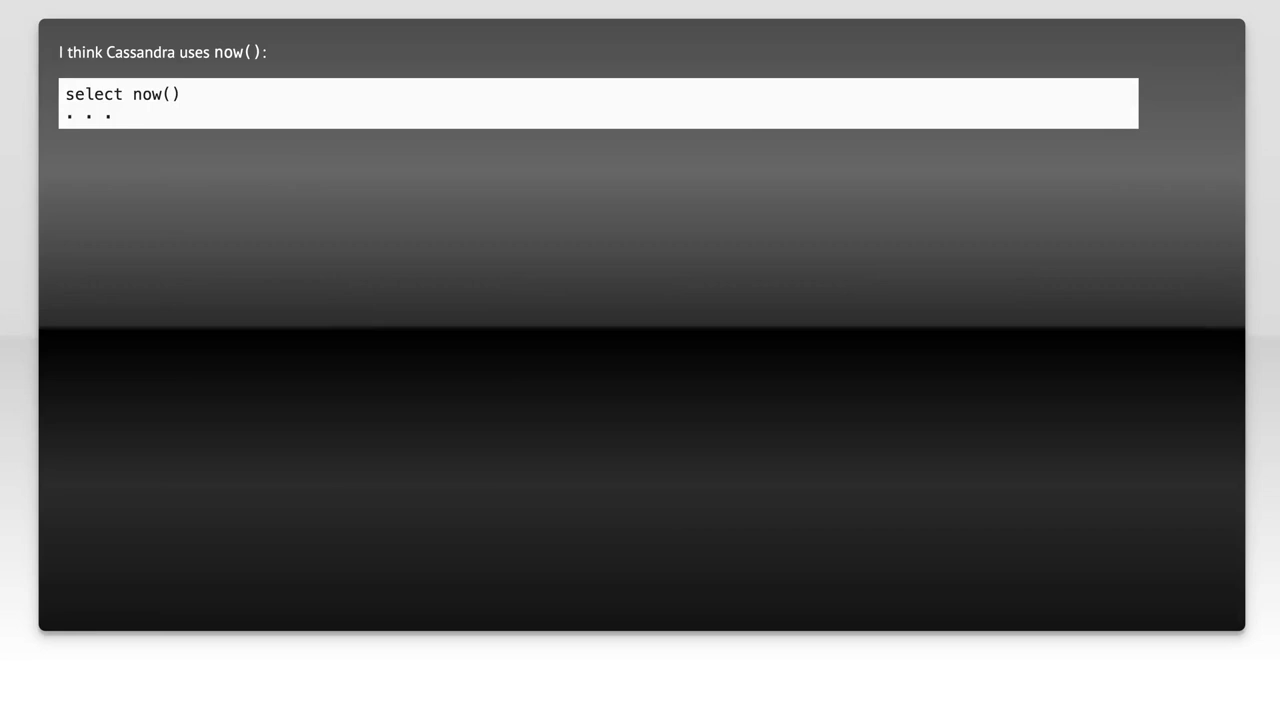 I think Cassandra uses now():
select now()
. . .